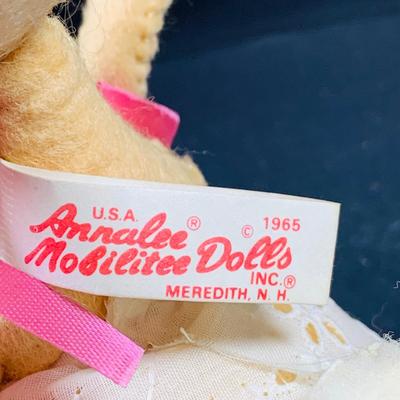 U.S.A. © 1965
Annalee®
Mobilitee Dolls
INC.®
MEREDITH, N. H.